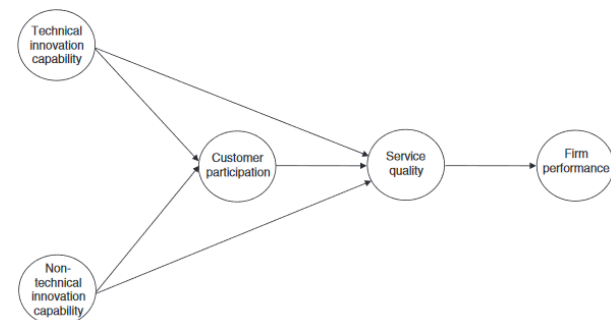 Technical
innovation
capability
Customer
participation
Service
quality
Firm
performance
Non-
technical
innovation
capability